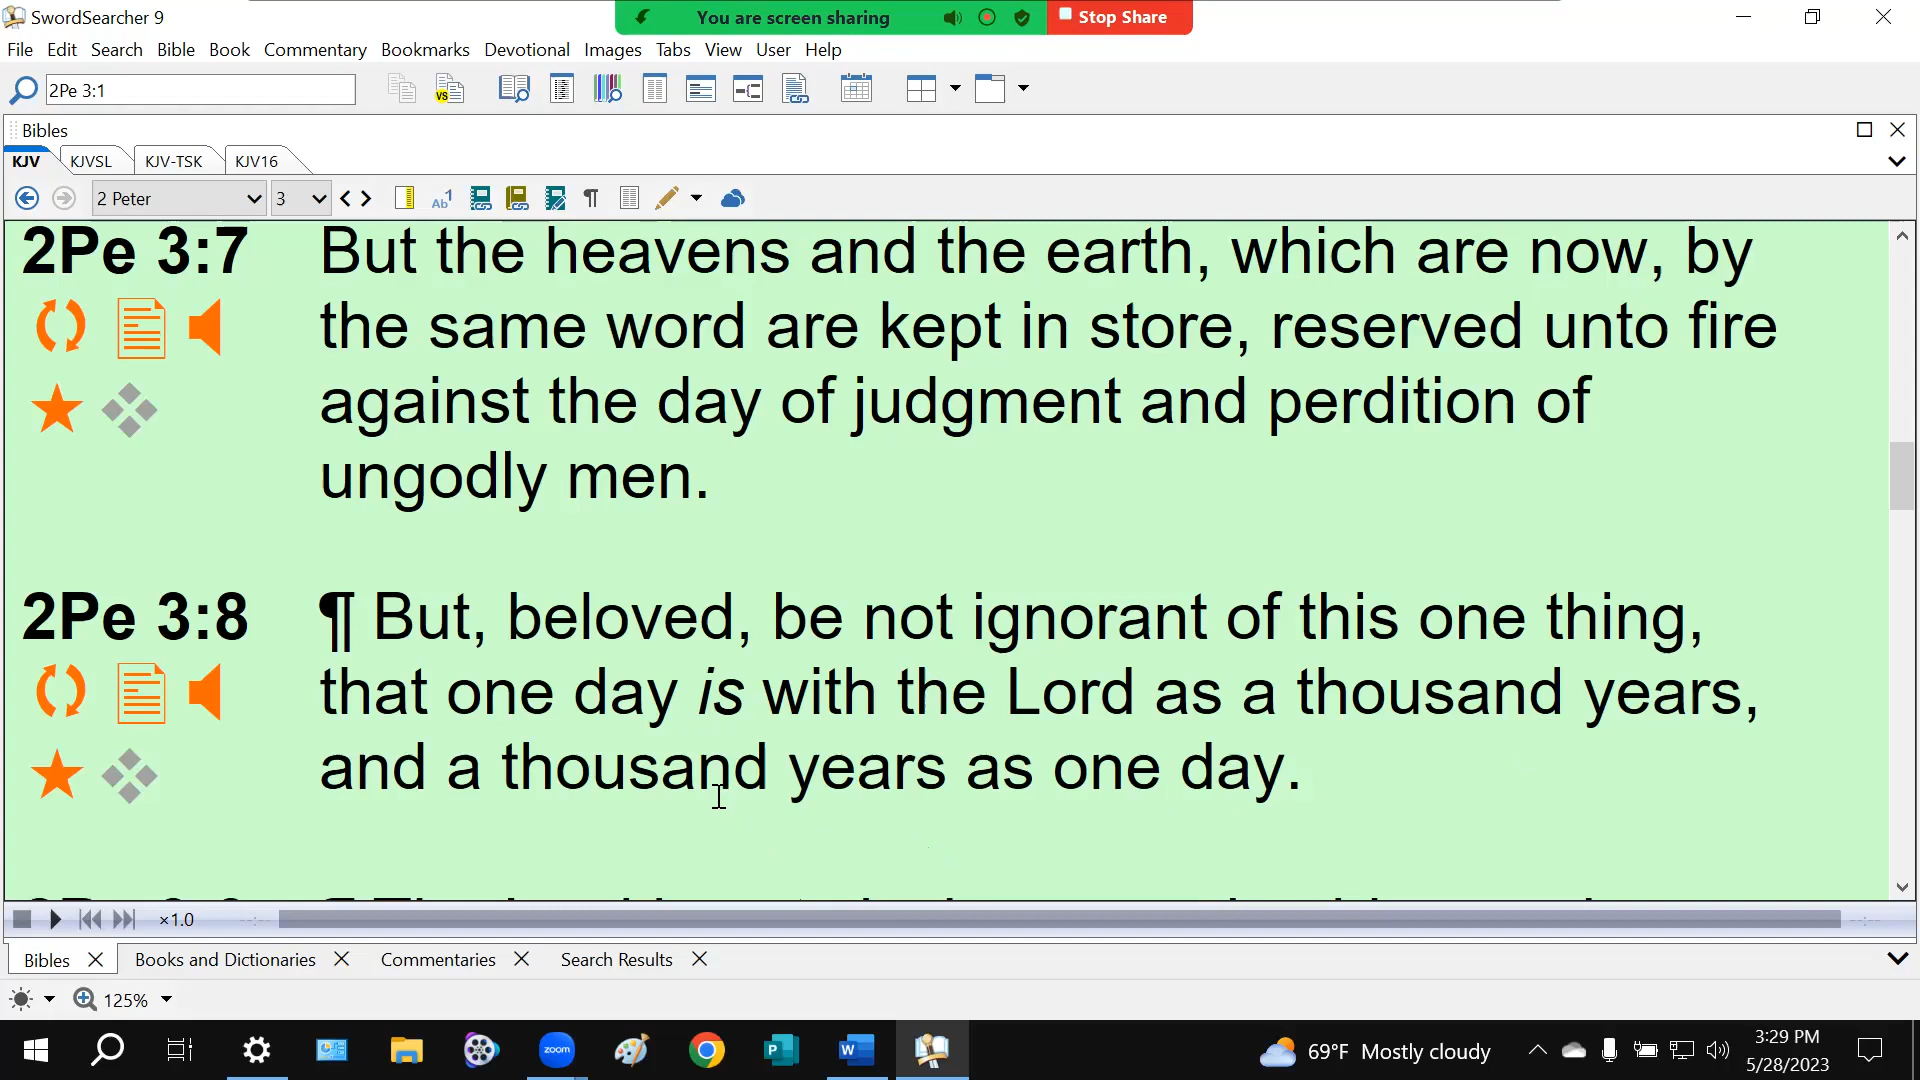 SwordSearcher 9
You are screen sharing
Stop Share
File Edit Search Bible Book Commentary Bookmarks Devotional Images Tabs View User Help
2Pe 3:1
VS
Bibles
KJV KJVSL KJV-TSK KJV16
2 Peter 3 Ab1 ¶
2Pe 3:7 But the heavens and the earth, which are now, by
the same word are kept in store, reserved unto fire
against the day of judgment and perdition of
ungodly men.
2Pe 3:8 ¶ But, beloved, be not ignorant of this one thing,
that one day is with the Lord as a thousand years,
and a thousand years as one day.
×1.0
Bibles Books and Dictionaries Commentaries Search Results
125%
zoom P W 69°F Mostly cloudy
3:29 PM
5/28/2023